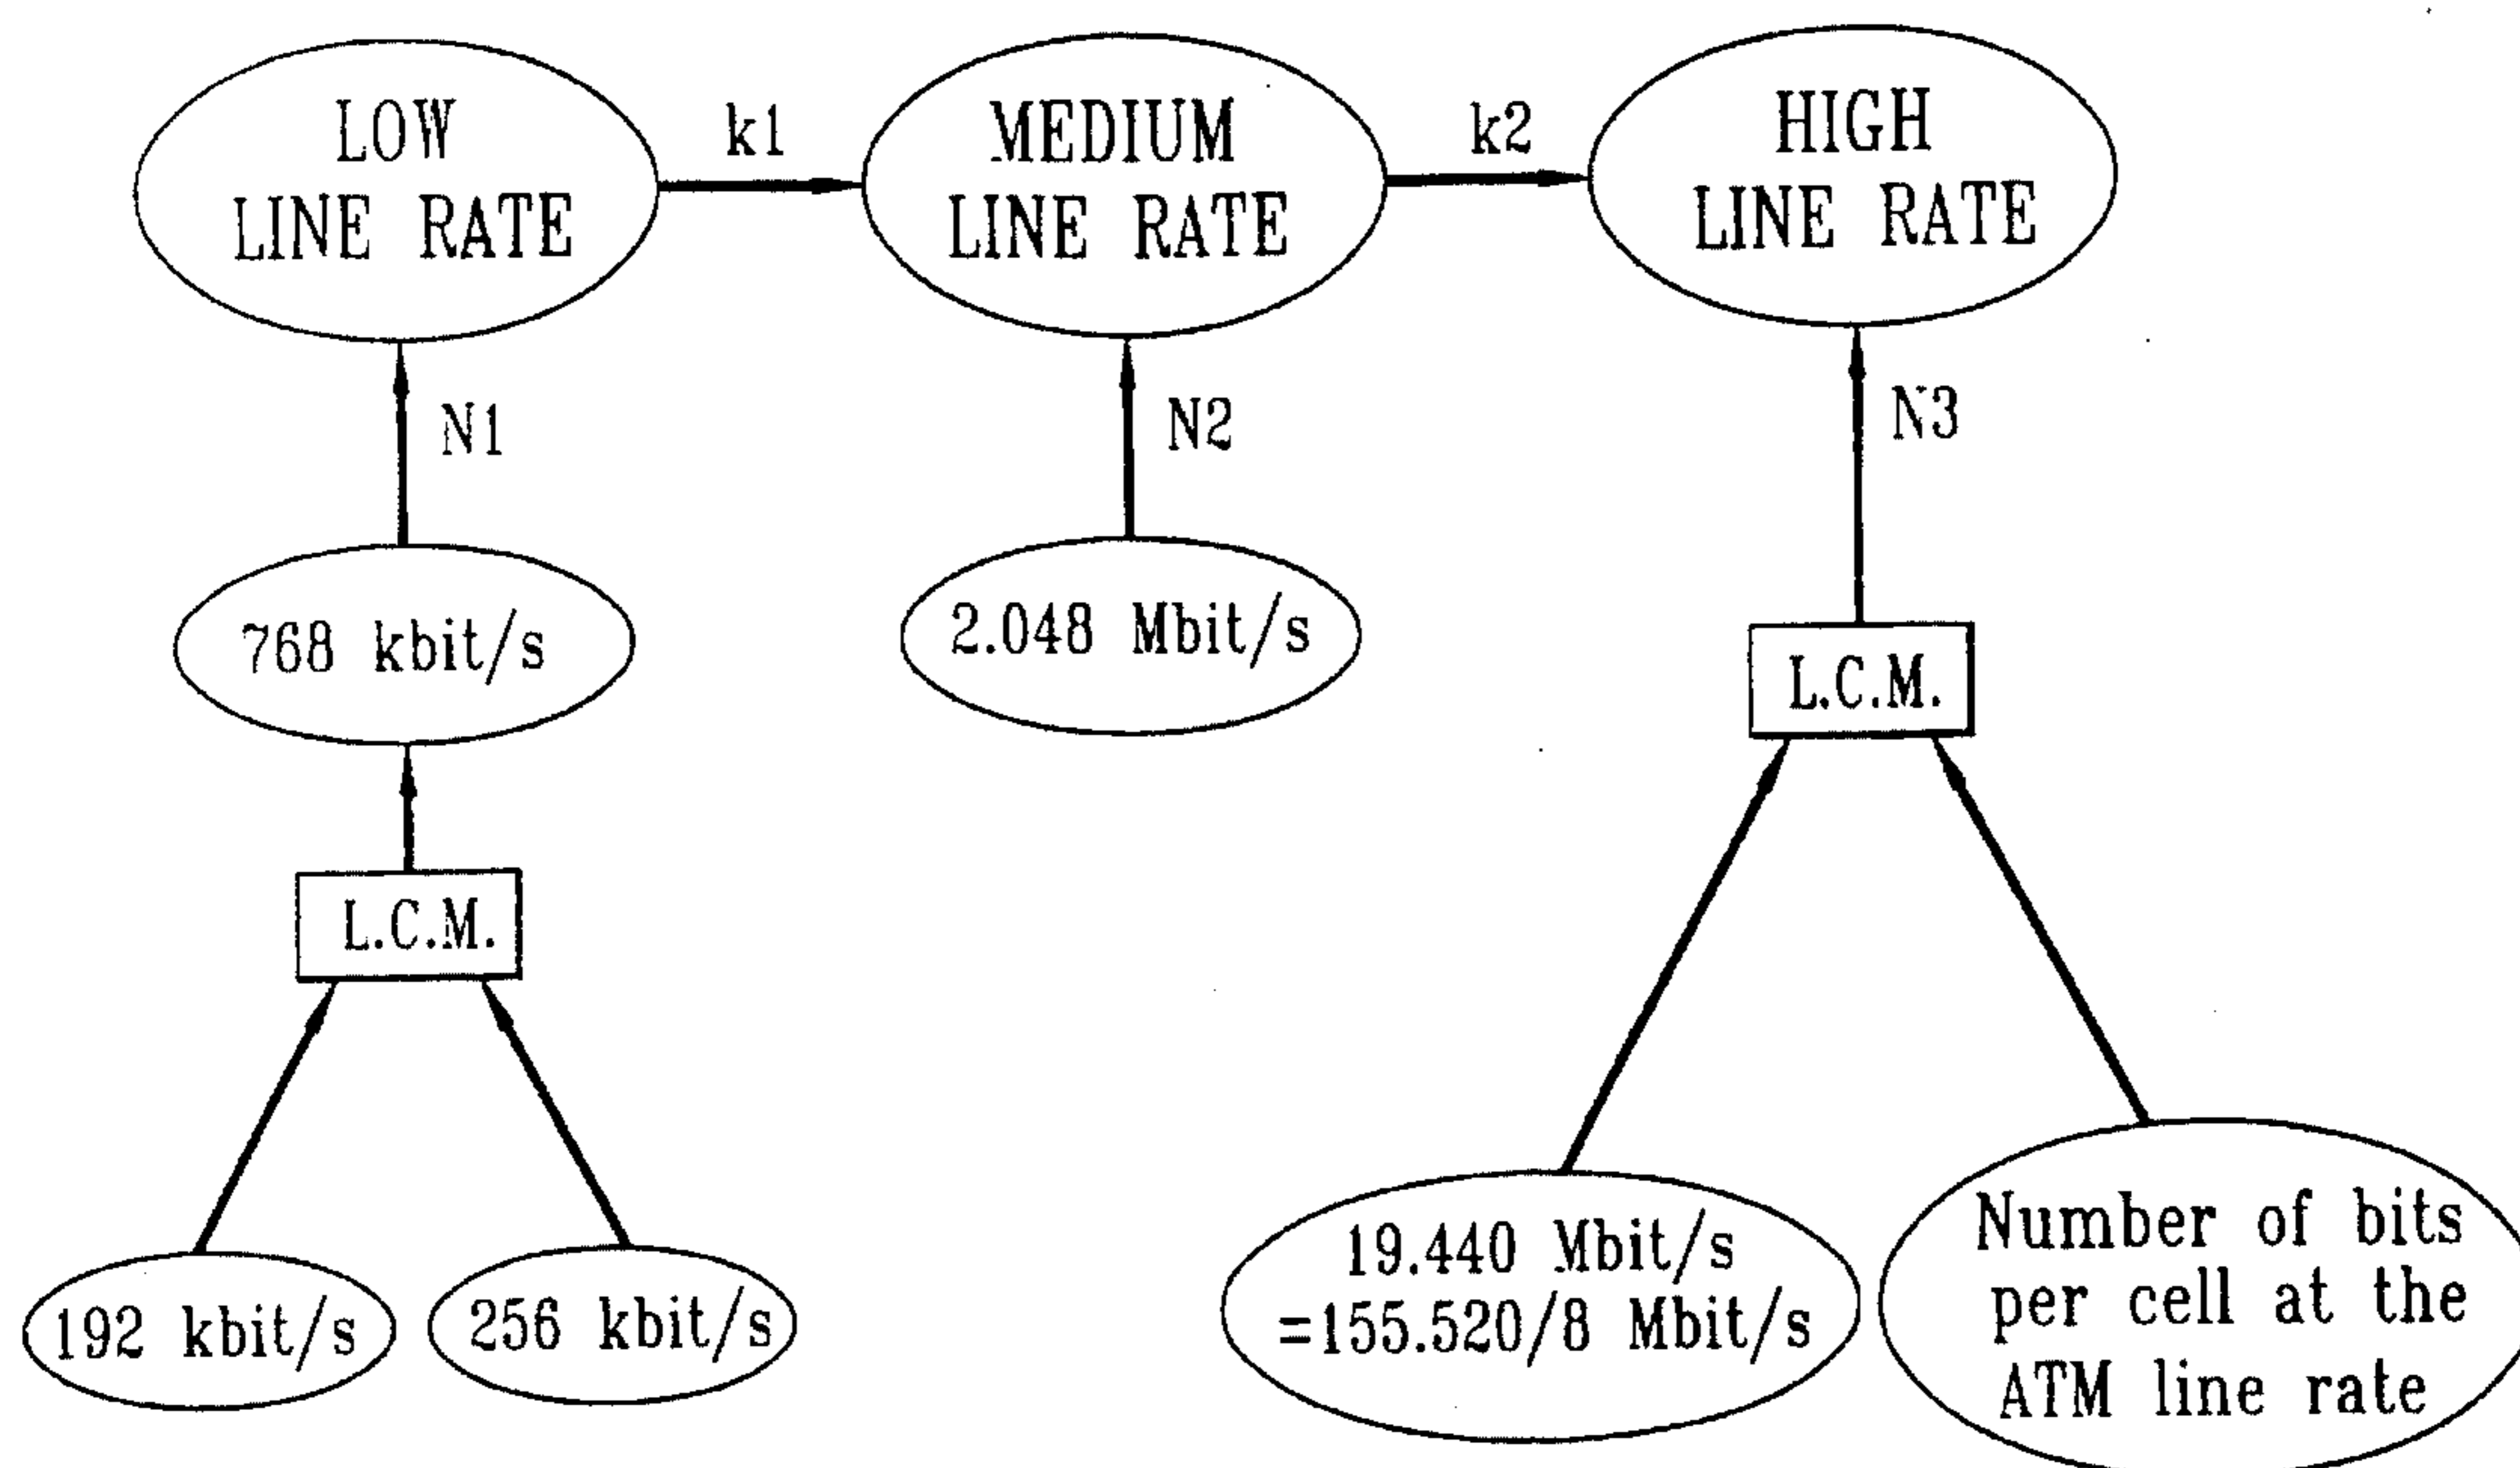 LOW
LINE RATE
k1
MEDIUM
LINE RATE
k2
HIGH
LINE RATE
N1
N2
N3
768 kbit/s
2.048 Mbit/s
L.C.M.
L.C.M.
192 kbit/s
256 kbit/s
19.440 Mbit/s
=155.520/8 Mbit/s
Number of bits
per cell at the
ATM line rate